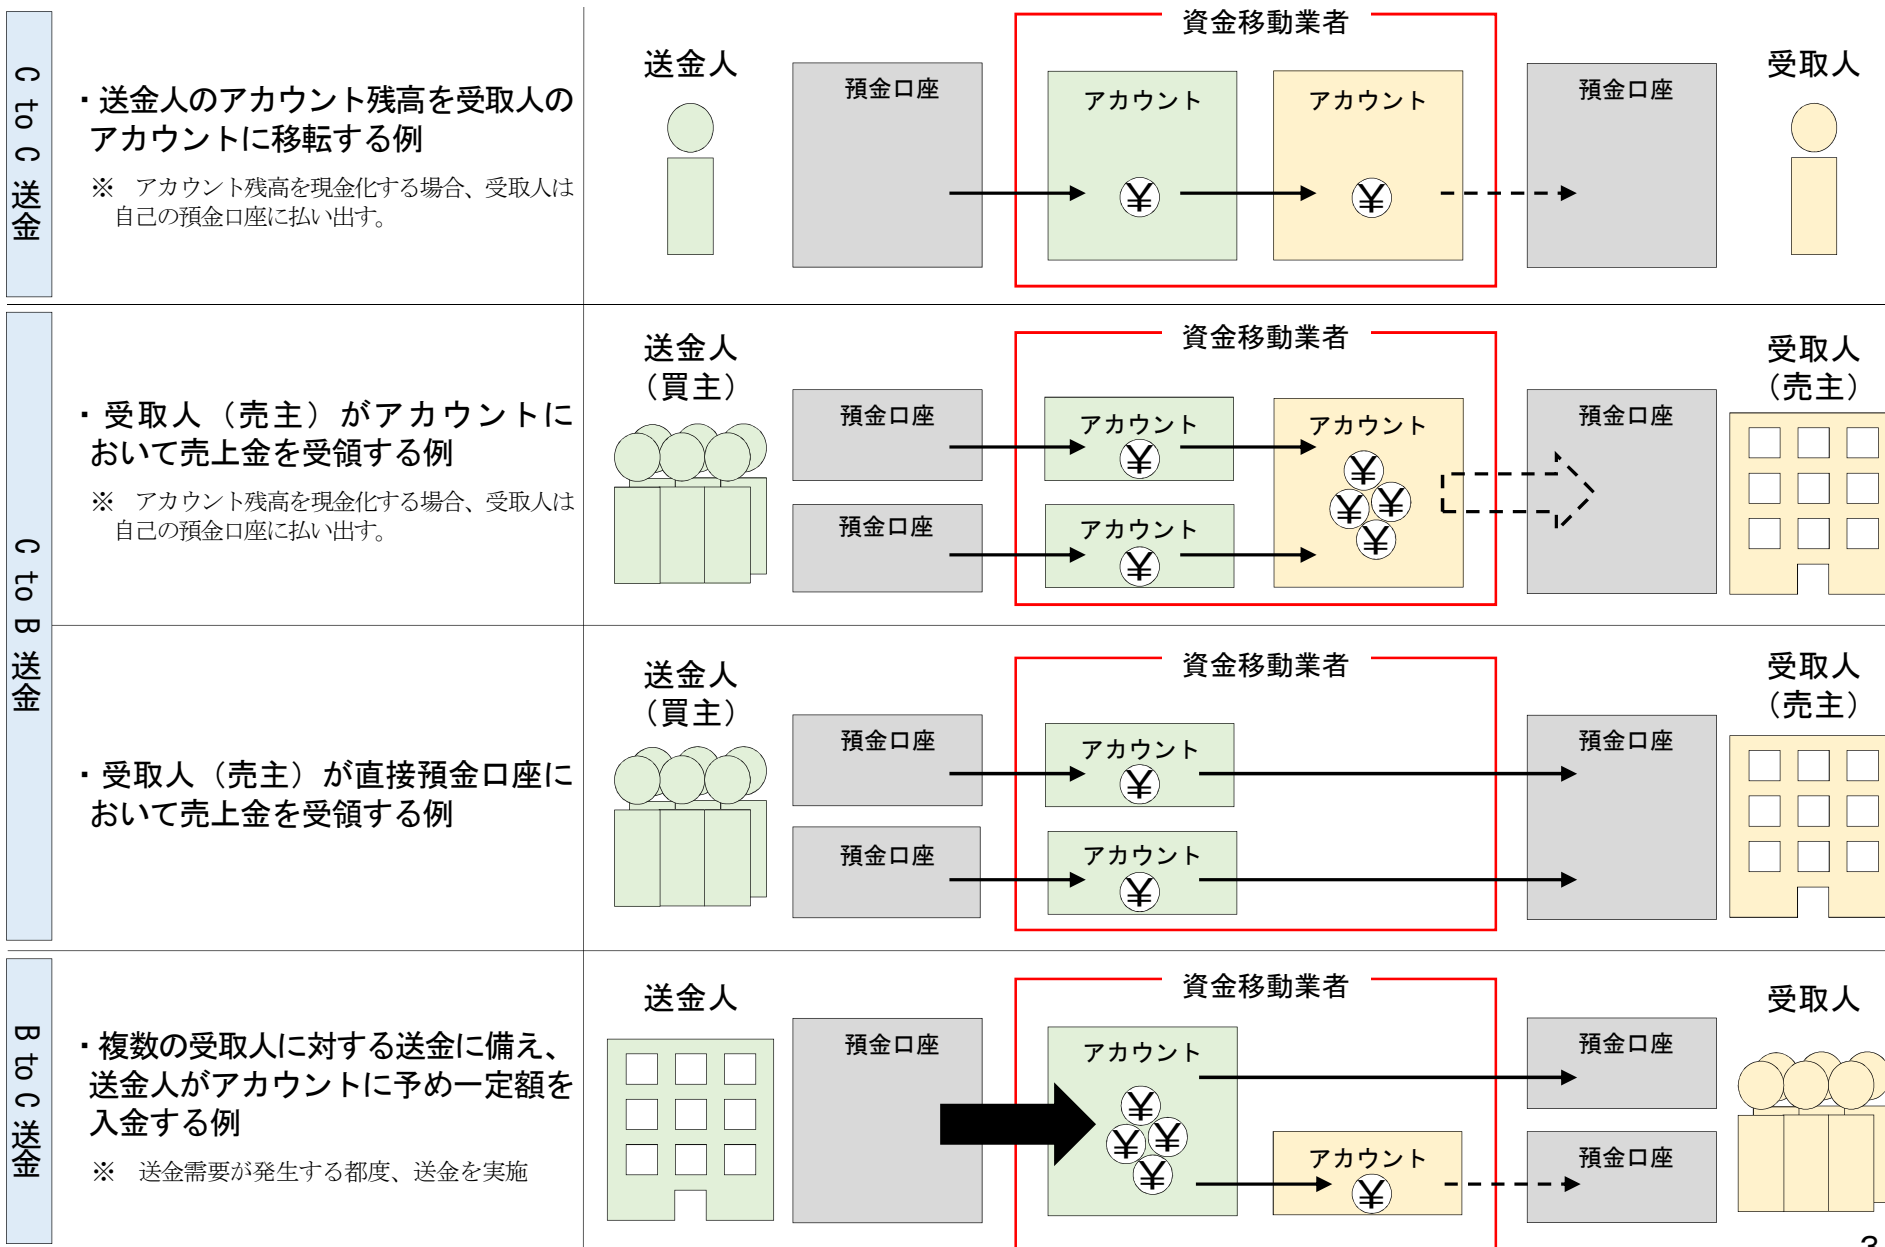 C to C 送金
・送金人のアカウント残高を受取人の
アカウントに移転する例
※ アカウント残高を現金化する場合、受取人は
自己の預金口座に払い出す。
送金人
預金口座
資金移動業者
アカウント
¥
アカウント
¥
預金口座
受取人
C to B 送金
・受取人（売主）がアカウントに
おいて売上金を受領する例
※ アカウント残高を現金化する場合、受取人は
自己の預金口座に払い出す。
送金人
（買主）
預金口座
預金口座
資金移動業者
アカウント
¥
アカウント
¥
アカウント
¥
¥ ¥
¥
預金口座
受取人
（売主）
・受取人（売主）が直接預金口座に
おいて売上金を受領する例
送金人
（買主）
預金口座
預金口座
資金移動業者
アカウント
¥
アカウント
¥
預金口座
受取人
（売主）
B to C 送金
・複数の受取人に対する送金に備え、
送金人がアカウントに予め一定額を
入金する例
※ 送金需要が発生する都度、送金を実施
送金人
預金口座
資金移動業者
アカウント
¥
¥ ¥
¥
アカウント
¥
預金口座
預金口座
受取人
3